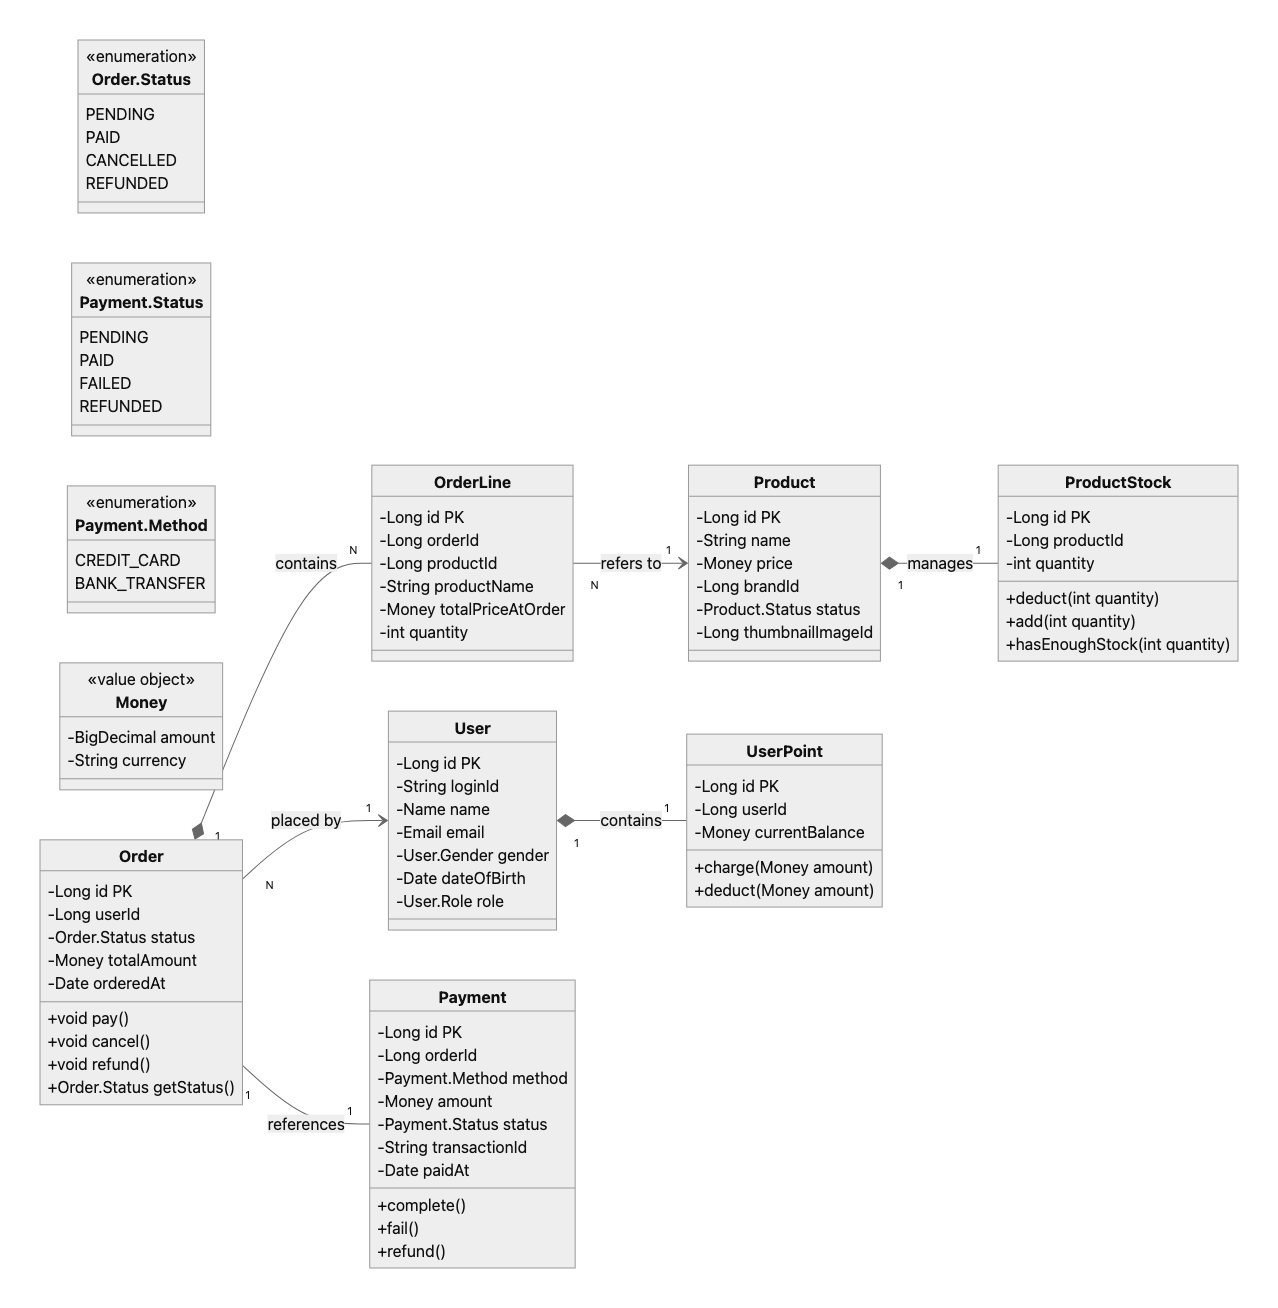 «enumeration»
Order.Status
PENDING
PAID
CANCELLED
REFUNDED
«enumeration»
Payment.Status
PENDING
PAID
FAILED
REFUNDED
«enumeration»
Payment.Method
CREDIT_CARD
BANK_TRANSFER
«value object»
Money
-BigDecimal amount
-String currency
Order
-Long id PK
-Long userId
-Order.Status status
-Money totalAmount
-Date orderedAt
+void pay()
+void cancel()
+void refund()
+Order.Status getStatus()
1
contains
N
OrderLine
-Long id PK
-Long orderId
-Long productId
-String productName
-Money totalPriceAtOrder
-int quantity
N
refers to
1
Product
-Long id PK
-String name
-Money price
-Long brandId
-Product.Status status
-Long thumbnailImageId
1
manages
1
ProductStock
-Long id PK
-Long productId
-int quantity
+deduct(int quantity)
+add(int quantity)
+hasEnoughStock(int quantity)
N
placed by
1
User
-Long id PK
-String loginId
-Name name
-Email email
-User.Gender gender
-Date dateOfBirth
-User.Role role
1
contains
1
UserPoint
-Long id PK
-Long userId
-Money currentBalance
+charge(Money amount)
+deduct(Money amount)
1
references
1
Payment
-Long id PK
-Long orderId
-Payment.Method method
-Money amount
-Payment.Status status
-String transactionId
-Date paidAt
+complete()
+fail()
+refund()